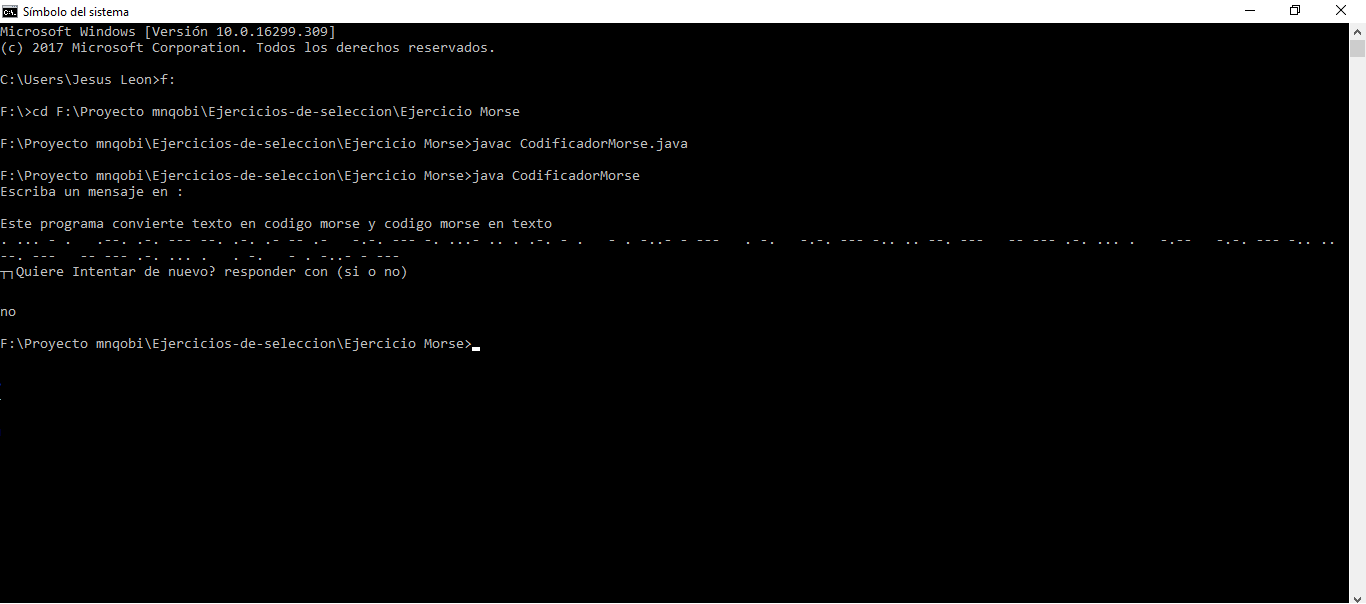 Símbolo del sistema
Microsoft Windows [Versión 10.0.16299.309]
(c) 2017 Microsoft Corporation. Todos los derechos reservados.
C:\Users\Jesus Leon>f:
F:\>cd F:\Proyecto mnqobi\Ejercicios-de-seleccion\Ejercicio Morse
F:\Proyecto mnqobi\Ejercicios-de-seleccion\Ejercicio Morse>javac CodificadorMorse.java
F:\Proyecto mnqobi\Ejercicios-de-seleccion\Ejercicio Morse>java CodificadorMorse
Escriba un mensaje en :
Este programa convierte texto en codigo morse y codigo morse en texto
. ... - .   .--. .-. --- --. .-. .- -- .-   -.-. --- -. ...- .. . .-. - .   - . -..- - ---   . -.   -.-. --- -.. .. --. ---   -- --- .-. ... .   -.--   -.-. --- -.. ..
--. ---   -- --- .-. ... .   . -.   - . -..- - ---
┬┐Quiere Intentar de nuevo? responder con (si o no)
no
F:\Proyecto mnqobi\Ejercicios-de-seleccion\Ejercicio Morse>